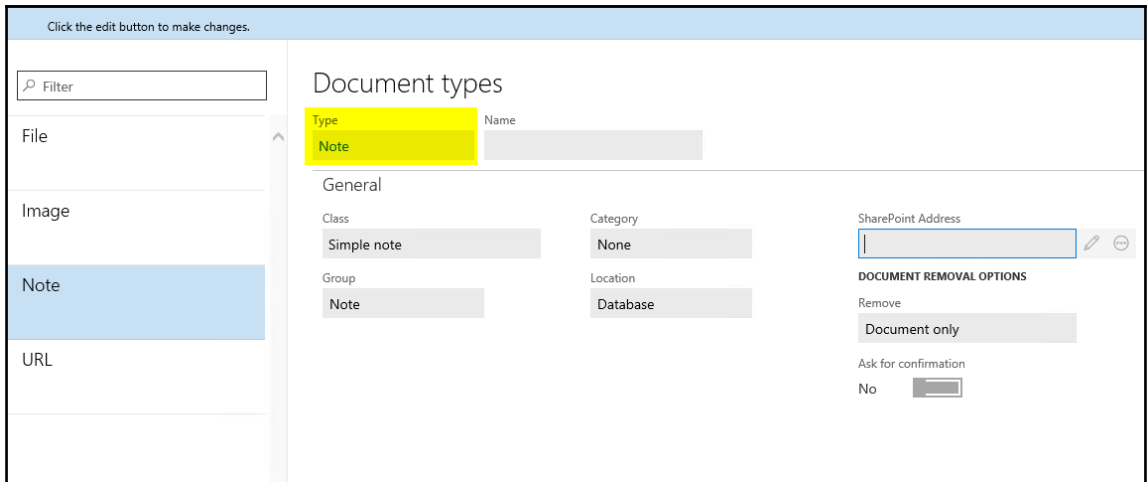 Click the edit button to make changes.
Filter
File
Image
Note
URL
Document types
Type Name
Note
General
Class Category SharePoint Address
Simple note None
Group Location DOCUMENT REMOVAL OPTIONS
Note Database Remove
Document only
Ask for confirmation
No